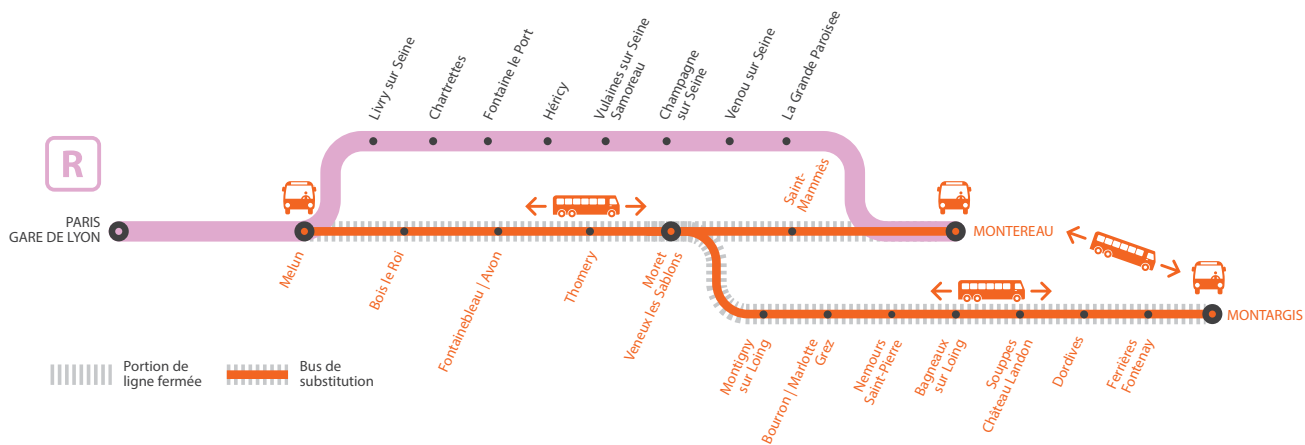 Livry sur Seine
Chartrettes
Fontaine le Port
Héricy
Vulaines sur Seine
Samoreau
Champagne
sur Seine
Venou sur Seine
La Grande Paroisee
R
PARIS
GARE DE LYON
Melun
Bois le Roi
Fontainebleau | Avon
Thomery
Moret
Veneux les Sablons
Saint-
Mammès
MONTEREAU
MONTARGIS
Montigny
sur Loing
Bourron | Marlotte
Grez
Nemours
Saint-Pierre
Bagneaux
sur Loing
Souppes
Château Landon
Dordives
Ferrières
Fontenay
Portion de
ligne fermée
Bus de
substitution